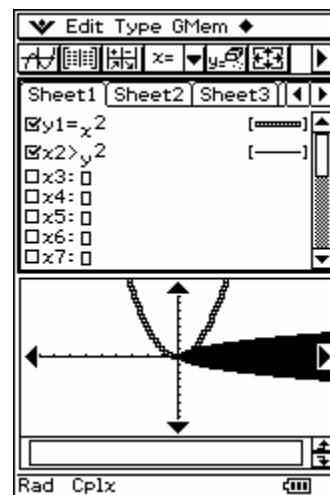 Edit Type GMem
x= y=
Sheet1 Sheet2 Sheet3
y1=x²
x2>y²
x3:
x4:
x5:
x6:
x7:
Rad Cplx